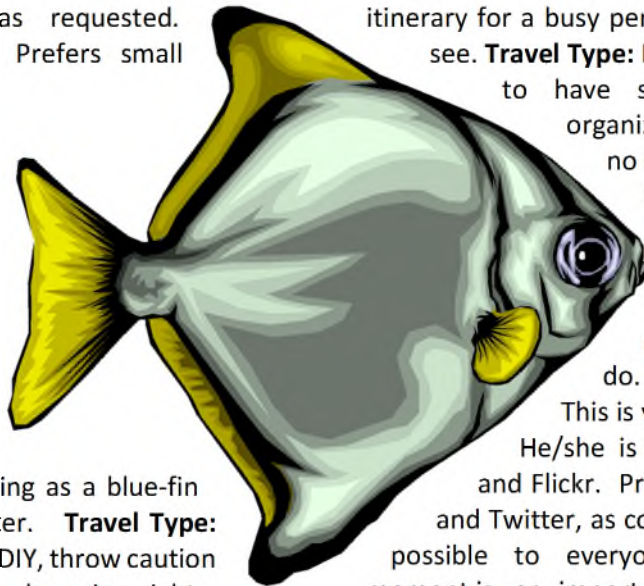 as requested.
Prefers small
ing as a blue-fin
ter. Travel Type:
DIY, throw caution
itinerary for a busy per
see. Travel Type:
to have s
organiz
no
do.
This is v
He/she is
and Flickr. Pr
and Twitter, as co
possible to everyo